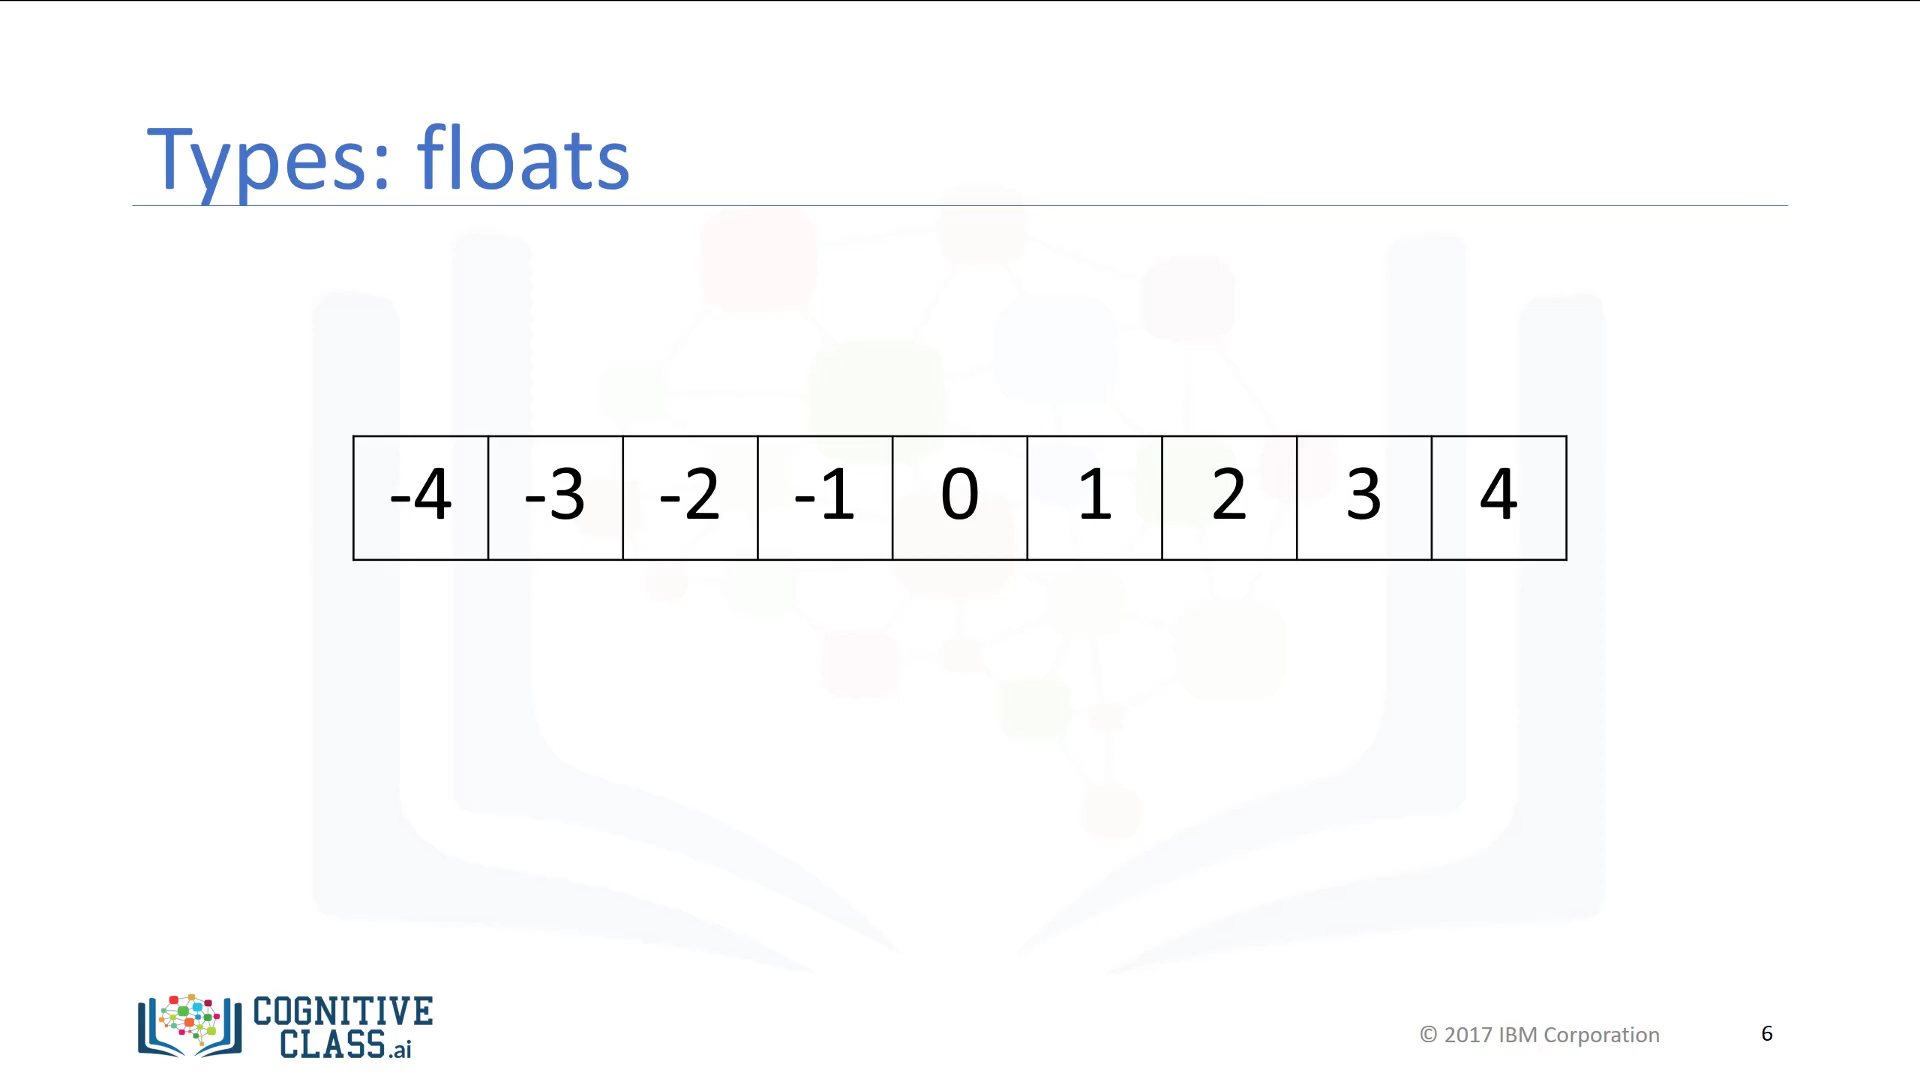 Types: floats
-4 -3 -2 -1 0 1 2 3 4
COGNITIVE
CLASS.ai
© 2017 IBM Corporation 6